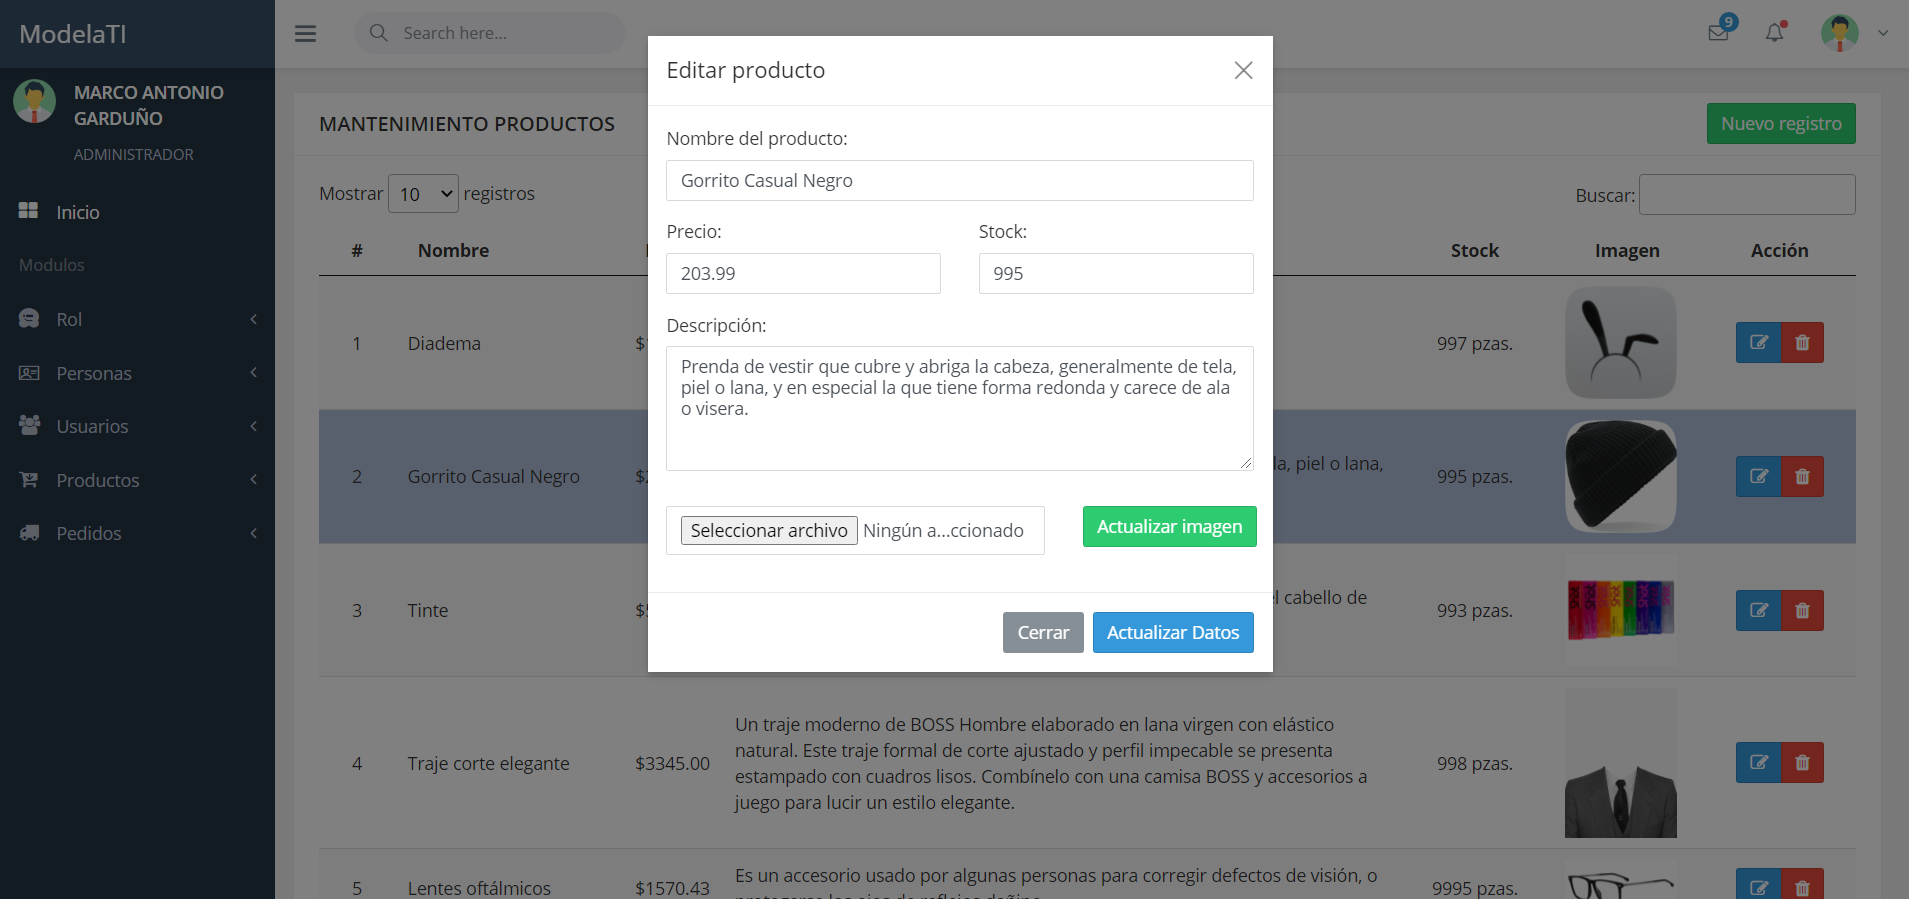 ModelaTI
Search here...
9
MARCO ANTONIO
GARDUÑO
ADMINISTRADOR
Inicio
Modulos
Rol
Personas
Usuarios
Productos
Pedidos
MANTENIMIENTO PRODUCTOS
Nuevo registro
Mostrar 10 registros
Buscar:
# Nombre Stock Imagen Acción
1 Diadema 997 pzas.
2 Gorrito Casual Negro piel o lana, 995 pzas.
3 Tinte cabello de 993 pzas.
4 Traje corte elegante $3345.00
Un traje moderno de BOSS Hombre elaborado en lana virgen con elástico
natural. Este traje formal de corte ajustado y perfil impecable se presenta
estampado con cuadros lisos. Combínelo con una camisa BOSS y accesorios a
juego para lucir un estilo elegante.
998 pzas.
5 Lentes oftálmicos $1570.43
Es un accesorio usado por algunas personas para corregir defectos de visión, o
9995 pzas.
Editar producto
Nombre del producto:
Gorrito Casual Negro
Precio: Stock:
203.99 995
Descripción:
Prenda de vestir que cubre y abriga la cabeza, generalmente de tela,
piel o lana, y en especial la que tiene forma redonda y carece de ala
o visera.
Seleccionar archivo Ningún a...ccionado
Actualizar imagen
Cerrar Actualizar Datos